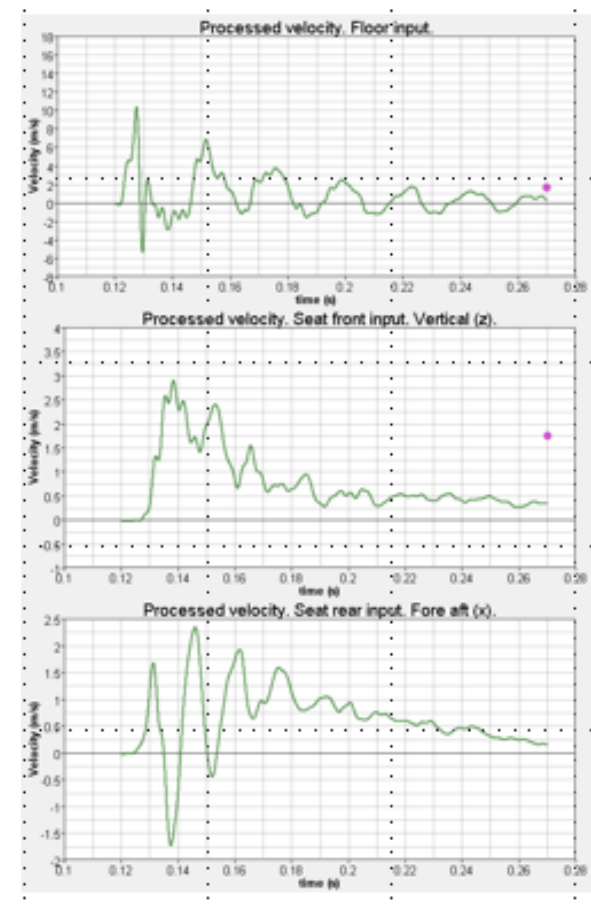 Processed velocity. Floor input.
18
16
14
12
10
8
6
4
2
0
-2
-4
-6
-8
Velocity (m/s)
0.1 0.12 0.14 0.16 0.18 0.2 0.22 0.24 0.26 0.28
time (s)
Processed velocity. Seat front input. Vertical (z).
4
3.5
3
2.5
2
1.5
1
0.5
0
-0.5
-1
Velocity (m/s)
0.1 0.12 0.14 0.16 0.18 0.2 0.22 0.24 0.26 0.28
time (s)
Processed velocity. Seat rear input. Fore aft (x).
2.5
2
1.5
1
0.5
0
-0.5
-1
-1.5
-2
Velocity (m/s)
0.1 0.12 0.14 0.16 0.18 0.2 0.22 0.24 0.26 0.28
time (s)